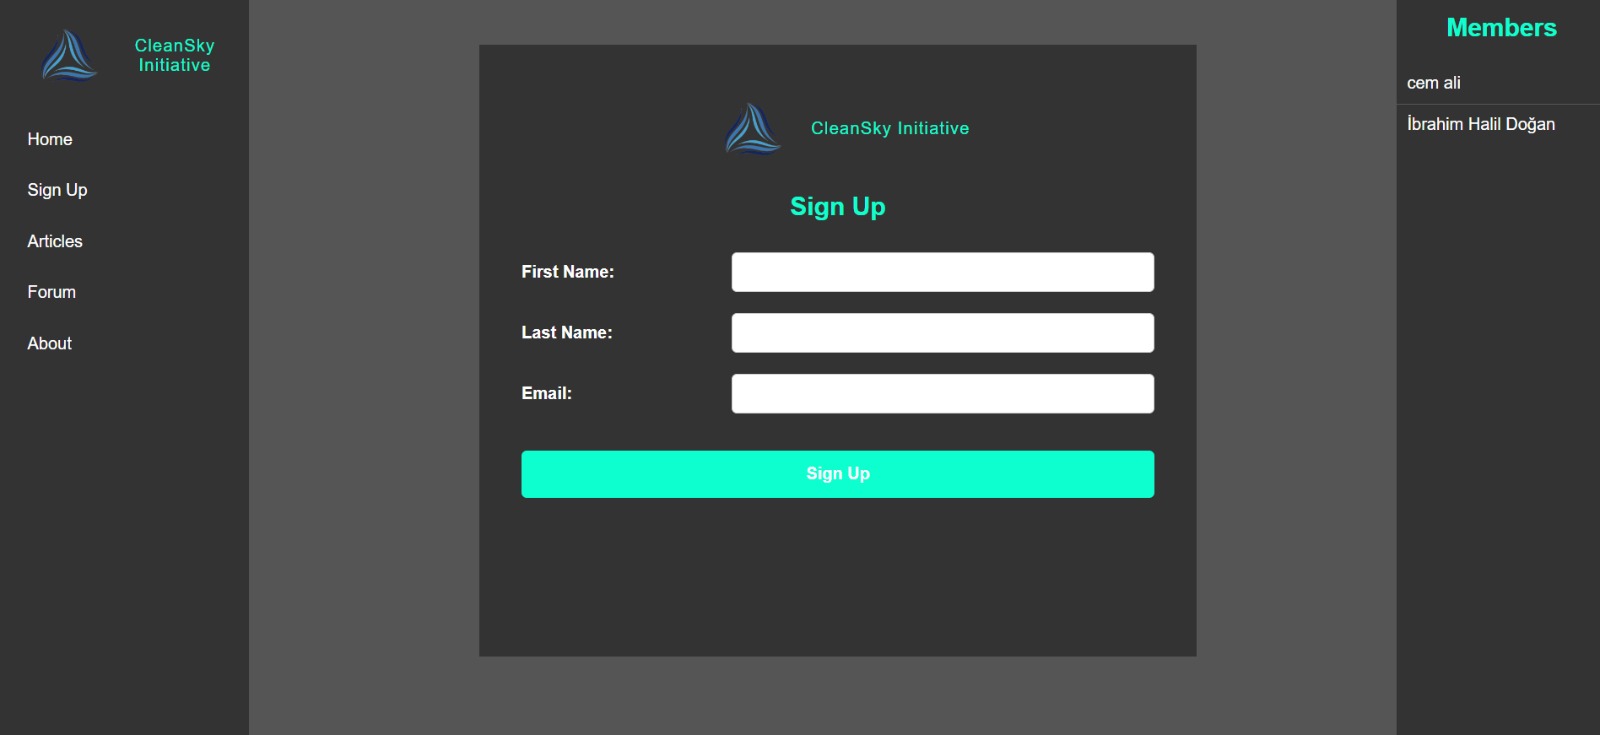 CleanSky
Initiative
Home
Sign Up
Articles
Forum
About
CleanSky Initiative
Sign Up
First Name:
Last Name:
Email:
Sign Up
Members
cem ali
İbrahim Halil Doğan